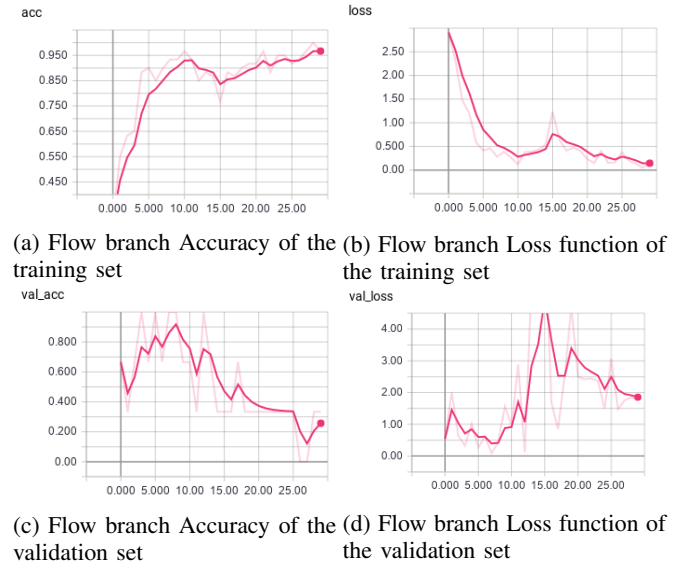 acc
0.950
0.850
0.750
0.650
0.550
0.450
0.000 5.000 10.00 15.00 20.00 25.00
loss
2.50
2.00
1.50
1.00
0.500
0.00
0.000 5.000 10.00 15.00 20.00 25.00
(a) Flow branch Accuracy of the
training set
(b) Flow branch Loss function of
the training set
val_acc
0.800
0.600
0.400
0.200
0.00
0.000 5.000 10.00 15.00 20.00 25.00
val_loss
4.00
3.00
2.00
1.00
0.00
0.000 5.000 10.00 15.00 20.00 25.00
(c) Flow branch Accuracy of the
validation set
(d) Flow branch Loss function of
the validation set